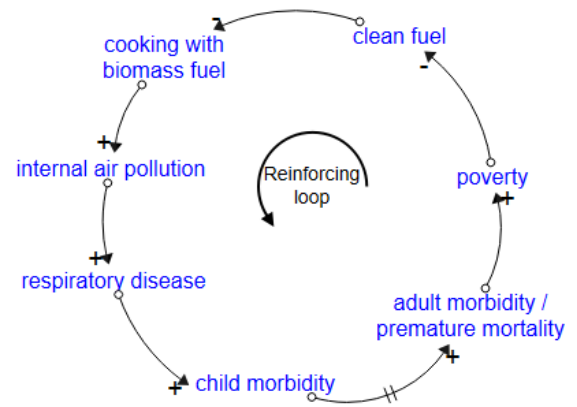 clean fuel
-
cooking with
biomass fuel
-
+
internal air pollution
+
respiratory disease
+
child morbidity
+
adult morbidity /
premature mortality
+
poverty
-
Reinforcing
loop